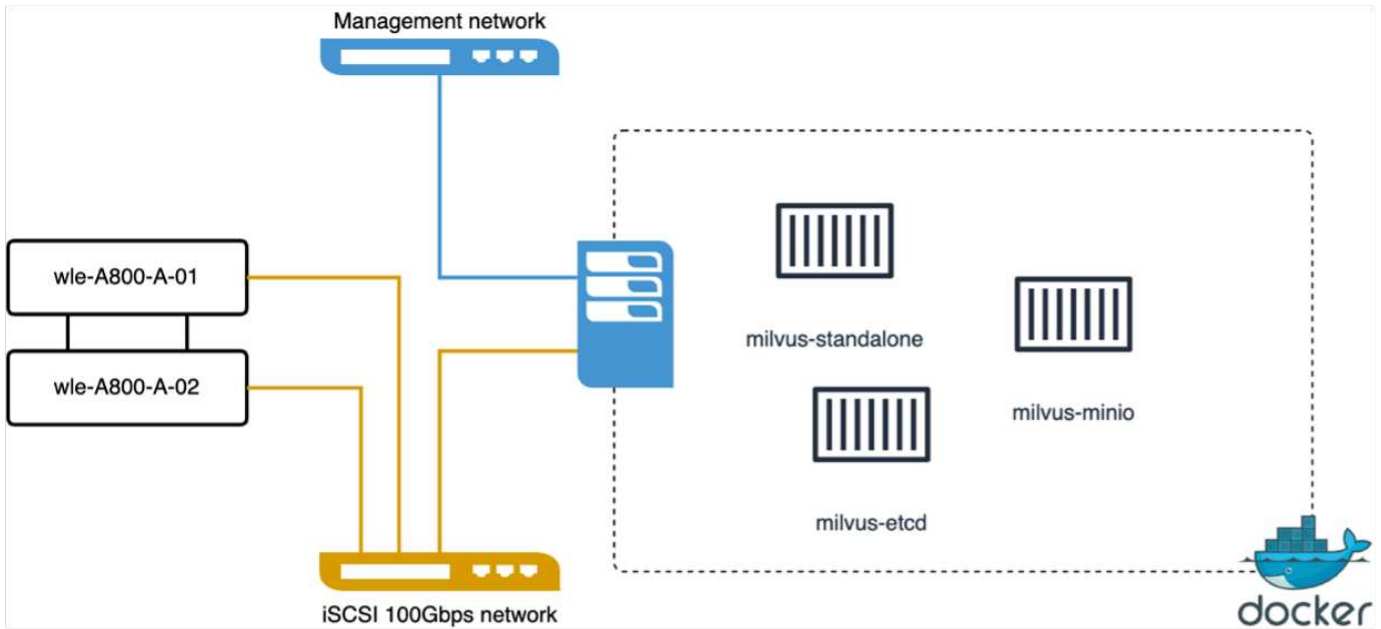 Management network
wle-A800-A-01
wle-A800-A-02
milvus-standalone
milvus-minio
milvus-etcd
iSCSI 100Gbps network
docker